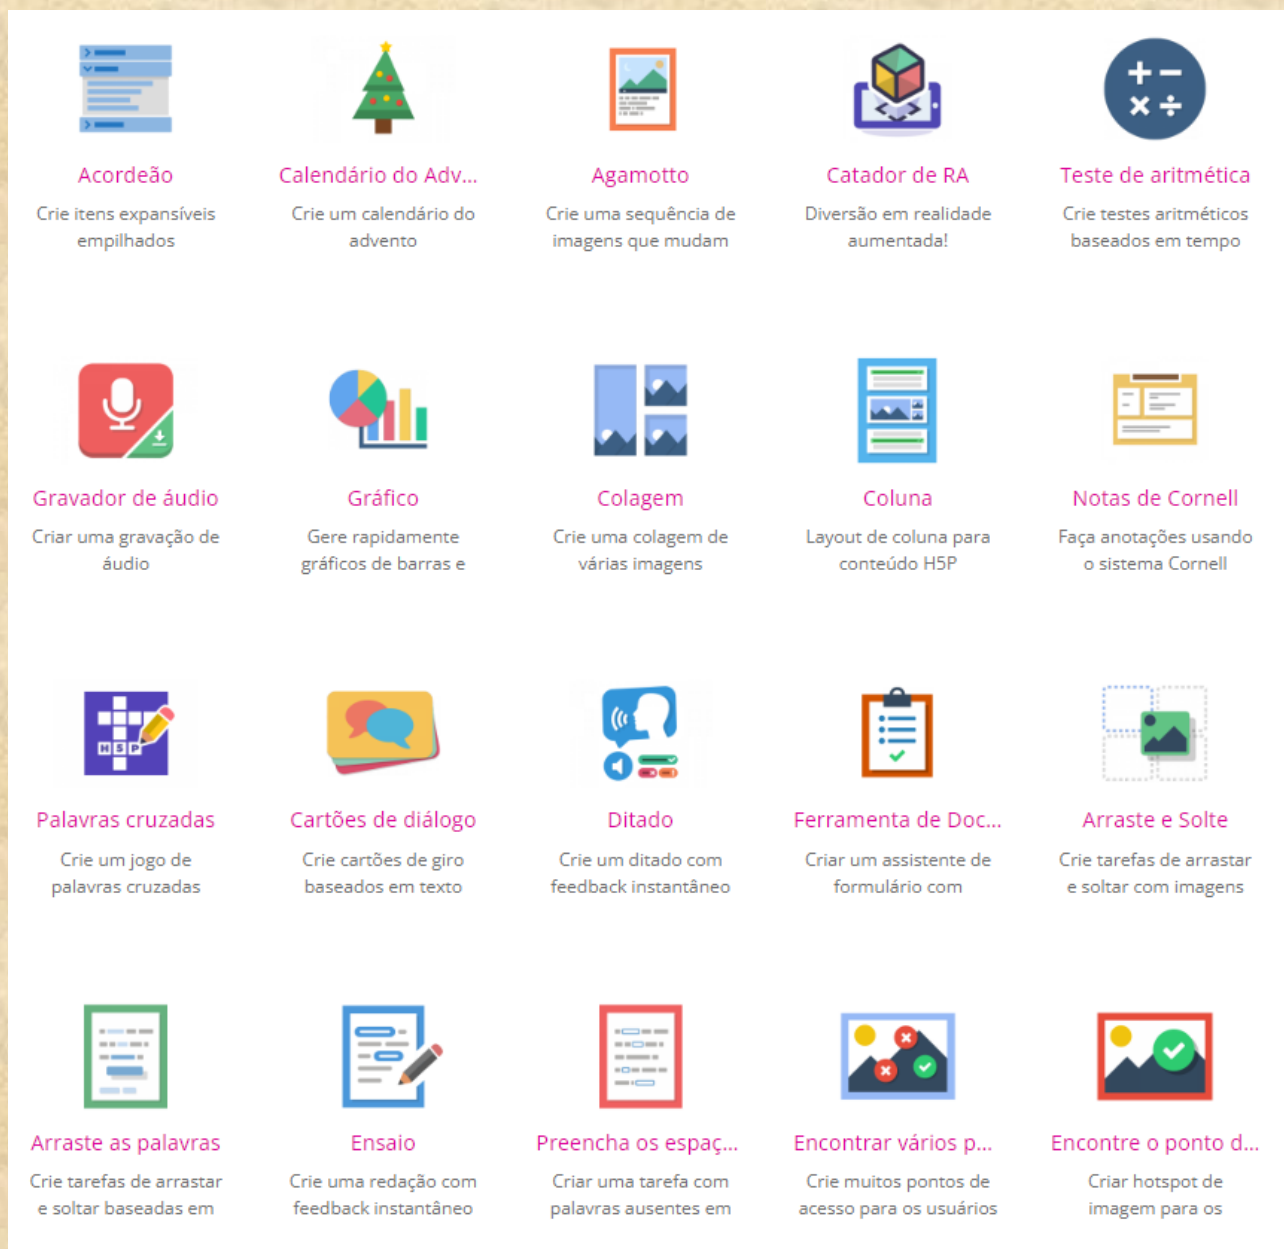 Acordeão
Crie itens expansíveis
empilhados
Calendário do Adv...
Crie um calendário do
advento
Agamotto
Crie uma sequência de
imagens que mudam
Catador de RA
Diversão em realidade
aumentada!
Teste de aritmética
Crie testes aritméticos
baseados em tempo
Gravador de áudio
Criar uma gravação de
áudio
Gráfico
Gere rapidamente
gráficos de barras e
Colagem
Crie uma colagem de
várias imagens
Coluna
Layout de coluna para
conteúdo H5P
Notas de Cornell
Faça anotações usando
o sistema Cornell
H5P
Palavras cruzadas
Crie um jogo de
palavras cruzadas
Cartões de diálogo
Crie cartões de giro
baseados em texto
Ditado
Crie um ditado com
feedback instantâneo
Ferramenta de Doc...
Criar um assistente de
formulário com
Arraste e Solte
Crie tarefas de arrastar
e soltar com imagens
Arraste as palavras
Crie tarefas de arrastar
e soltar baseadas em
Ensaio
Crie uma redação com
feedback instantâneo
Preencha os espaç...
Criar uma tarefa com
palavras ausentes em
Encontrar vários p...
Crie muitos pontos de
acesso para os usuários
Encontre o ponto d...
Criar hotspot de
imagem para os